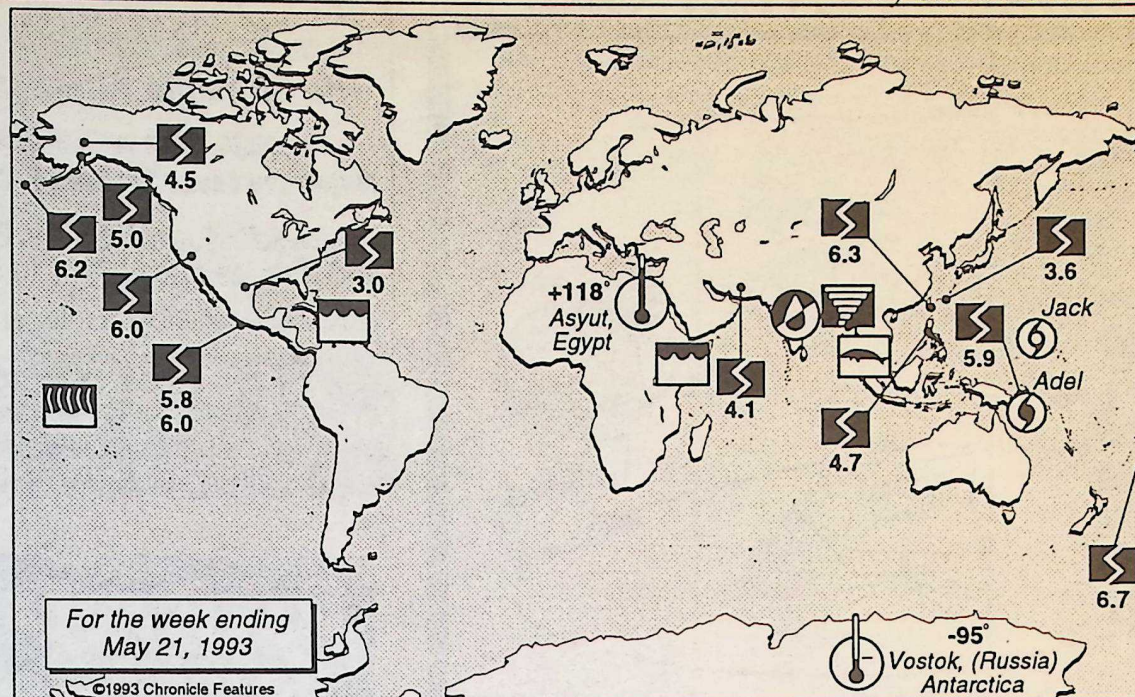 4.5
5.0
6.2
6.0
3.0
5.8
6.0
+118°
Asyut,
Egypt
4.1
6.3
3.6
5.9
Jack
Adel
4.7
6.7
For the week ending
May 21, 1993
©1993 Chronicle Features
-95°
Vostok, (Russia)
Antarctica